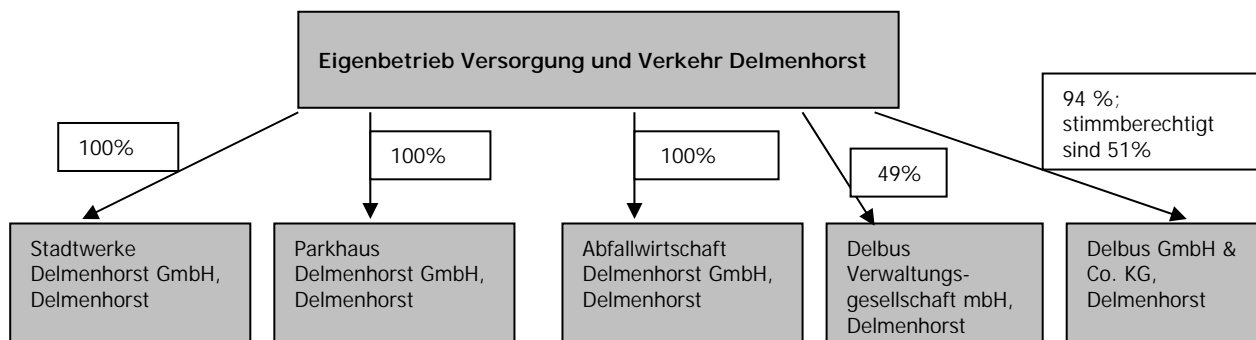 Eigenbetrieb Versorgung und Verkehr Delmenhorst
94 %;
stimmberechtigt
sind 51%
100%
100%
100%
49%
Stadtwerke
Delmenhorst GmbH,
Delmenhorst
Parkhaus
Delmenhorst GmbH,
Delmenhorst
Abfallwirtschaft
Delmenhorst GmbH,
Delmenhorst
Delbus
Verwaltungs-
gesellschaft mbH,
Delmenhorst
Delbus GmbH &
Co. KG,
Delmenhorst